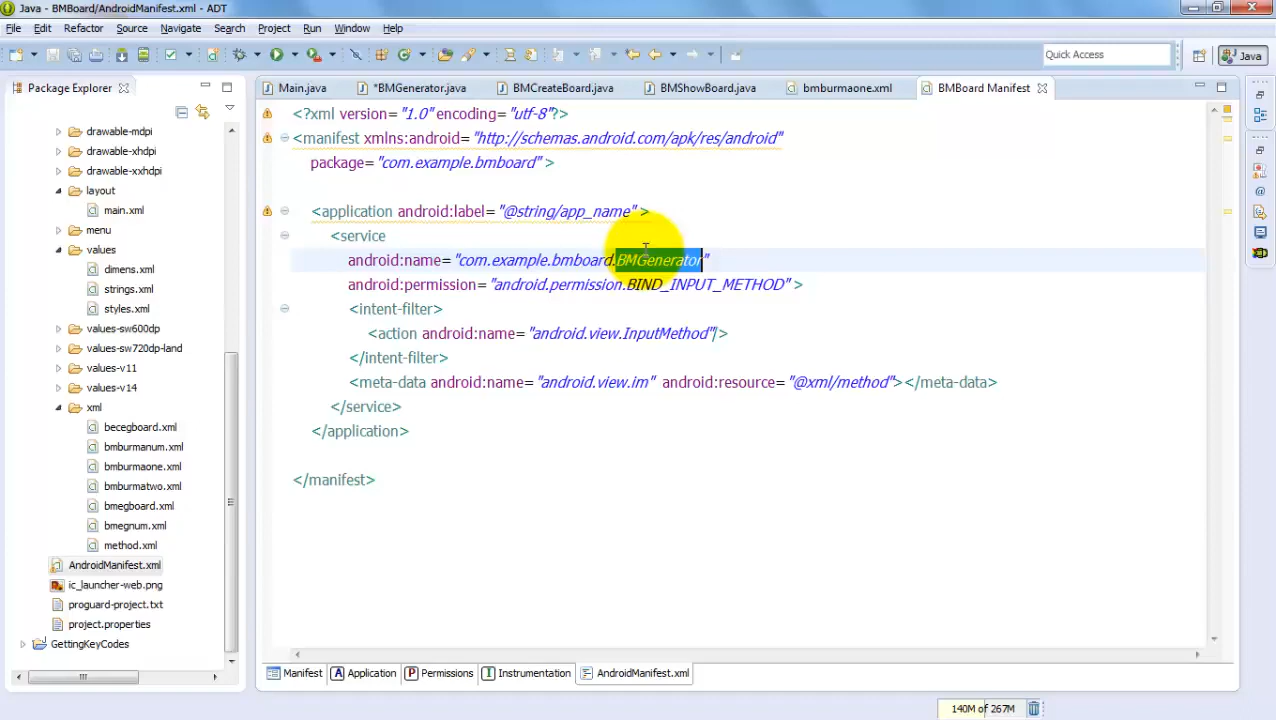 Java - BMBoard/AndroidManifest.xml - ADT
File Edit Refactor Source Navigate Search Project Run Window Help
Quick Access
Java
Package Explorer
Main.java
*BMGenerator.java
BMCreateBoard.java
BMShowBoard.java
bmburmaone.xml
BMBoard Manifest
drawable-mdpi
drawable-xhdpi
drawable-xxhdpi
layout
main.xml
menu
values
dimens.xml
strings.xml
styles.xml
values-sw600dp
values-sw720dp-land
values-v11
values-v14
xml
becegboard.xml
bmburmanum.xml
bmburmaone.xml
bmburmatwo.xml
bmegboard.xml
bmegnum.xml
method.xml
AndroidManifest.xml
ic_launcher-web.png
proguard-project.txt
project.properties
GettingKeyCodes
<?xml version="1.0" encoding="utf-8"?>
<manifest xmlns:android="http://schemas.android.com/apk/res/android"
package="com.example.bmboard" >
<application android:label="@string/app_name" >
<service
android:name="com.example.bmboard.BMGenerator"
android:permission="android.permission.BIND_INPUT_METHOD" >
<intent-filter>
<action android:name="android.view.InputMethod"/>
</intent-filter>
<meta-data android:name="android.view.im" android:resource="@xml/method"></meta-data>
</service>
</application>
</manifest>
Manifest
Application
Permissions
Instrumentation
AndroidManifest.xml
140M of 267M